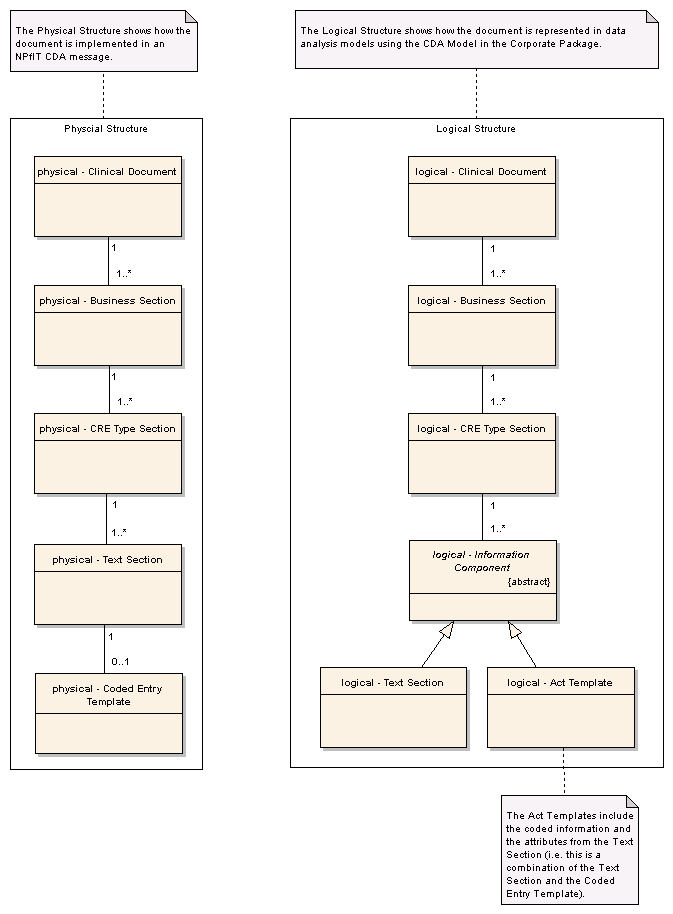 The Physical Structure shows how the
document is implemented in an
NPfIT CDA message.
The Logical Structure shows how the document is represented in data
analysis models using the CDA Model in the Corporate Package.
Physcial Structure
physical - Clinical Document
1
1..*
physical - Business Section
1
1..*
physical - CRE Type Section
1
1..*
physical - Text Section
1
0..1
physical - Coded Entry
Template
Logical Structure
logical - Clinical Document
1
1..*
logical - Business Section
1
1..*
logical - CRE Type Section
1
1..*
logical - Information
Component
{abstract}
logical - Text Section
logical - Act Template
The Act Templates include
the coded information and
the attributes from the Text
Section (i.e. this is a
combination of the Text
Section and the Coded
Entry Template).